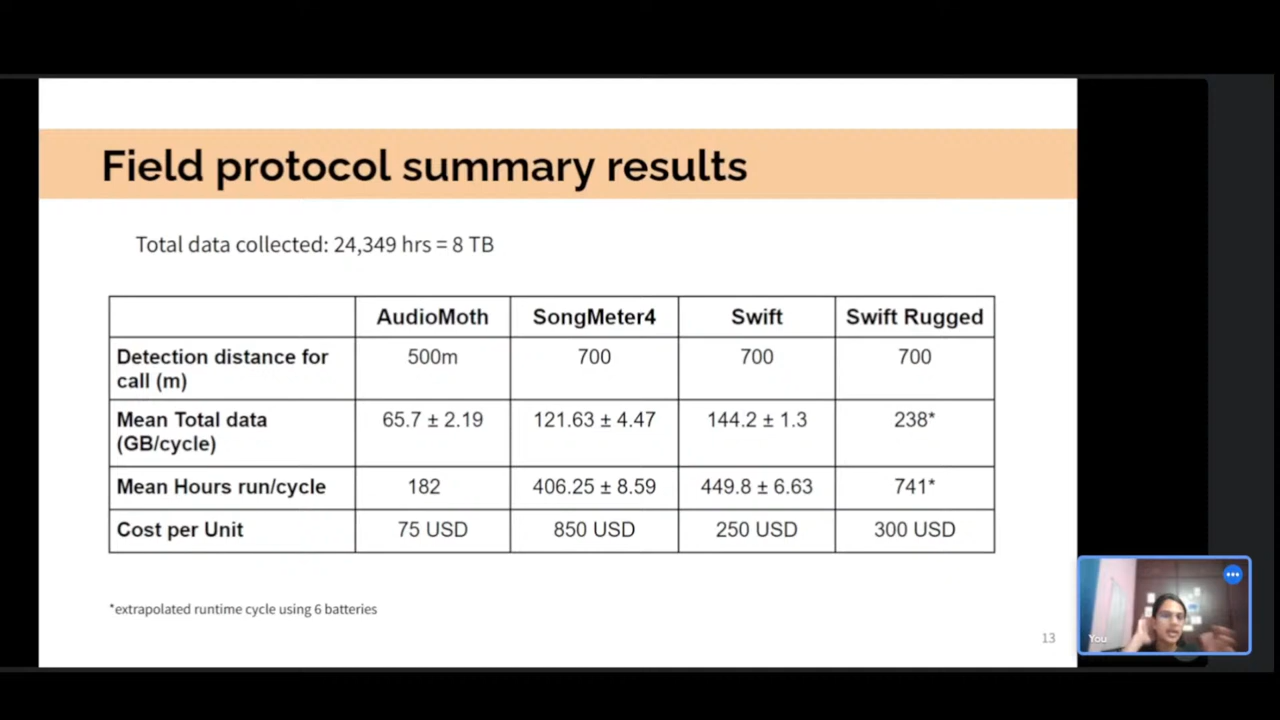 Field protocol summary results
Total data collected: 24,349 hrs = 8 TB
AudioMoth SongMeter4 Swift Swift Rugged
Detection distance for call (m) 500m 700 700 700
Mean Total data (GB/cycle) 65.7 ± 2.19 121.63 ± 4.47 144.2 ± 1.3 238*
Mean Hours run/cycle 182 406.25 ± 8.59 449.8 ± 6.63 741*
Cost per Unit 75 USD 850 USD 250 USD 300 USD
*extrapolated runtime cycle using 6 batteries
13
You